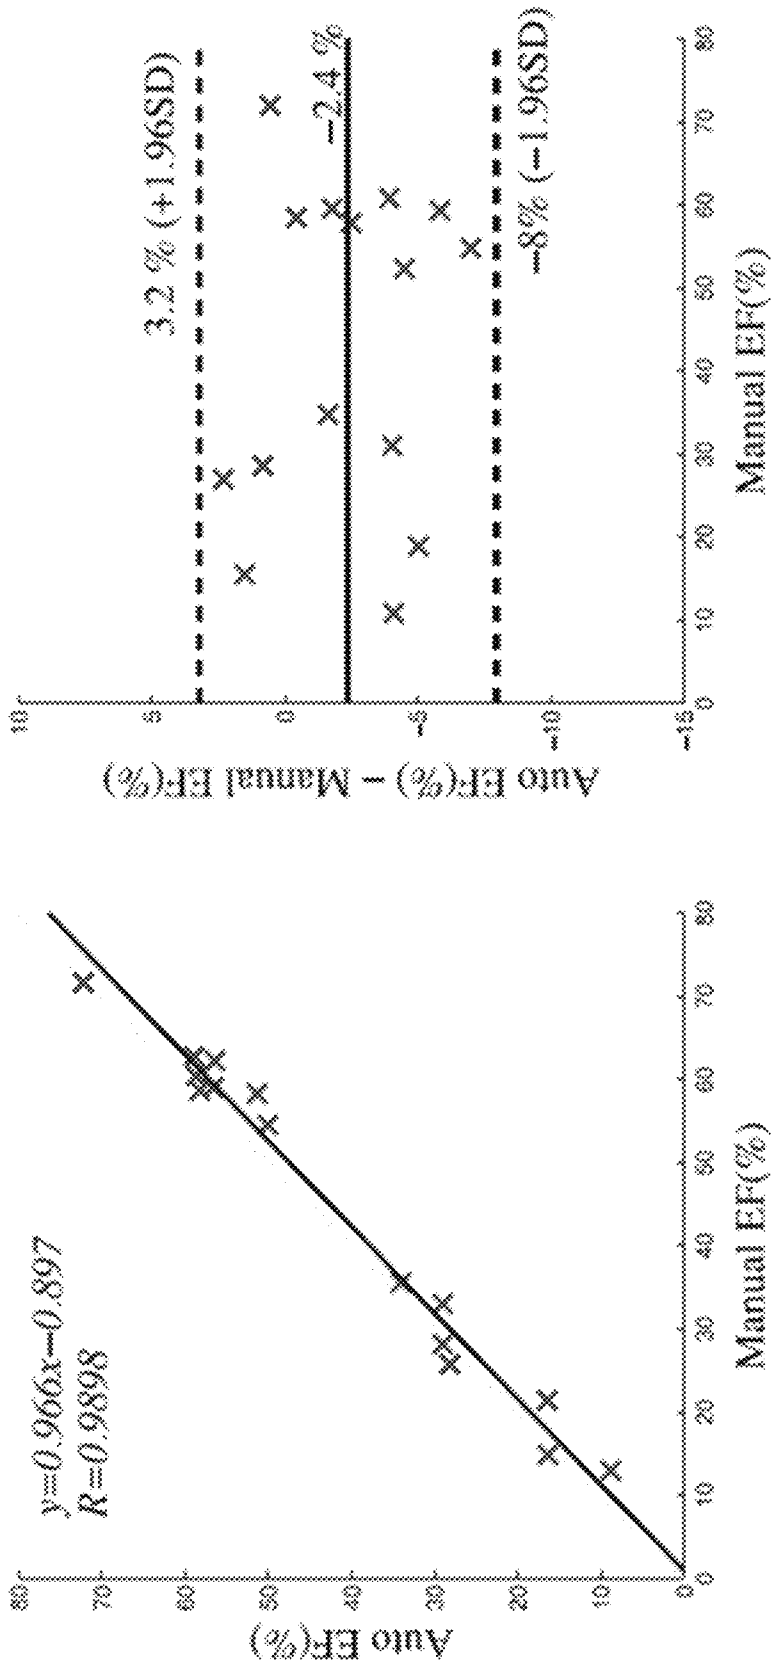 y=0.966x−0.897
R=0.9898
Auto EF(%)
80
70
60
50
40
30
20
10
0
0 10 20 30 40 50 60 70 80
Manual EF(%)
3.2 % (+1.96SD)
−2.4 %
−8% (−1.96SD)
Auto EF(%) − Manual EF(%)
10
5
0
−5
−10
−15
0 10 20 30 40 50 60 70 80
Manual EF(%)